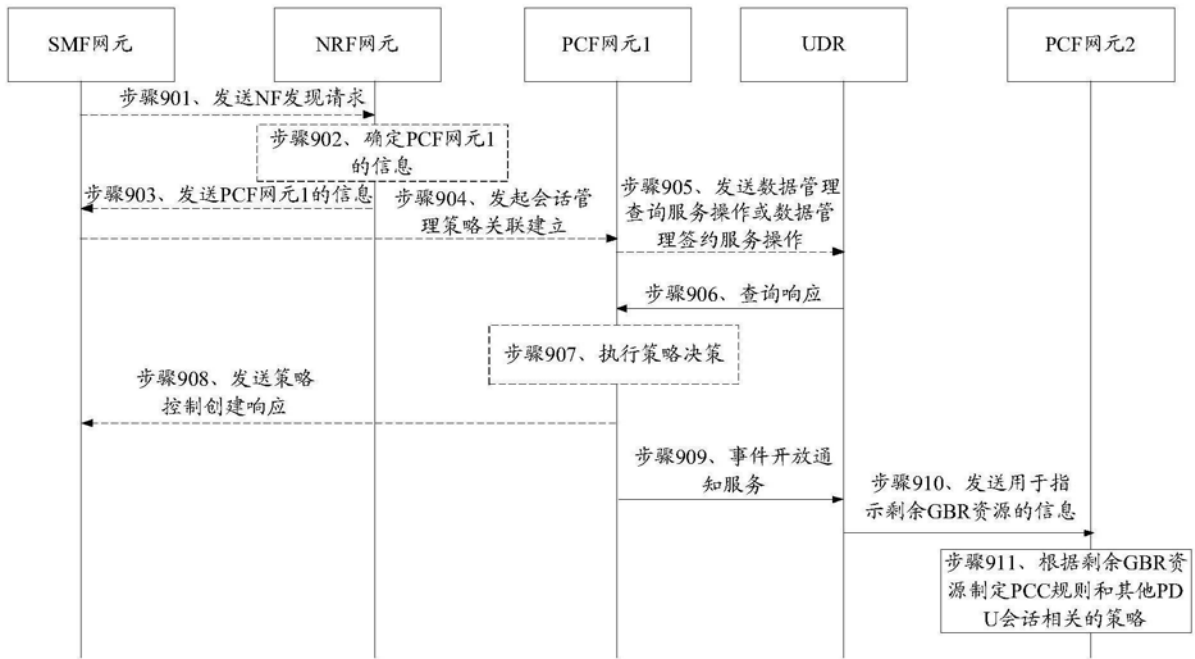 SMF网元
NRF网元
PCF网元1
UDR
PCF网元2
步骤901、发送NF发现请求
步骤902、确定PCF网元1
的信息
步骤903、发送PCF网元1的信息
步骤904、发起会话管
理策略关联建立
步骤905、发送数据管理
查询服务操作或数据管
理签约服务操作
步骤906、查询响应
步骤907、执行策略决策
步骤908、发送策略
控制创建响应
步骤909、事件开放通
知服务
步骤910、发送用于指
示剩余GBR资源的信息
步骤911、根据剩余GBR资
源制定PCC规则和其他PD
U会话相关的策略